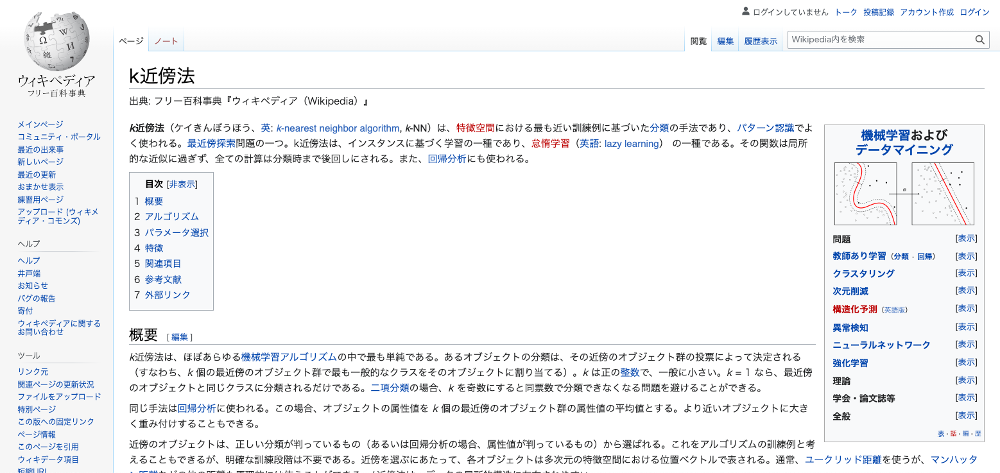 ログインしていません トーク 投稿記録 アカウント作成 ログイン
ページ ノート 閲覧 編集 履歴表示 Wikipedia内を検索
ウィキペディア
フリー百科事典
メインページ
コミュニティ・ポータル
最近の出来事
新しいページ
最近の更新
おまかせ表示
練習用ページ
アップロード (ウィキメ
ディア・コモンズ)
ヘルプ
ヘルプ
井戸端
お知らせ
バグの報告
寄付
ウィキペディアに関する
お問い合わせ
ツール
リンク元
関連ページの更新状況
ファイルをアップロード
特別ページ
この版への固定リンク
ページ情報
このページを引用
ウィキデータ項目
短縮URL
k近傍法
出典: フリー百科事典『ウィキペディア（Wikipedia）』
k近傍法（ケイきんぼうほう、英: k-nearest neighbor algorithm, k-NN）は、特徴空間における最も近い訓練例に基づいた分類の手法であり、パターン認識でよ
く使われる。最近傍探索問題の一つ。k近傍法は、インスタンスに基づく学習の一種であり、怠惰学習（英語: lazy learning） の一種である。その関数は局所
的な近似に過ぎず、全ての計算は分類時まで後回しにされる。また、回帰分析にも使われる。
目次 [非表示]
1 概要
2 アルゴリズム
3 パラメータ選択
4 特徴
5 関連項目
6 参考文献
7 外部リンク
概要 [ 編集 ]
k近傍法は、ほぼあらゆる機械学習アルゴリズムの中で最も単純である。あるオブジェクトの分類は、その近傍のオブジェクト群の投票によって決定される
（すなわち、k 個の最近傍のオブジェクト群で最も一般的なクラスをそのオブジェクトに割り当てる）。k は正の整数で、一般に小さい。k = 1 なら、最近傍
のオブジェクトと同じクラスに分類されるだけである。二項分類の場合、k を奇数にすると同票数で分類できなくなる問題を避けることができる。
同じ手法は回帰分析に使われる。この場合、オブジェクトの属性値を k 個の最近傍のオブジェクト群の属性値の平均値とする。より近いオブジェクトに大き
く重み付けすることもできる。
近傍のオブジェクトは、正しい分類が判っているもの（あるいは回帰分析の場合、属性値が判っているもの）から選ばれる。これをアルゴリズムの訓練例と考
えることもできるが、明確な訓練段階は不要である。近傍を選ぶにあたって、各オブジェクトは多次元の特徴空間における位置ベクトルで表される。通常、ユークリッド距離を使うが、マンハッタ
機械学習および
データマイニング
ø
問題 [表示]
教師あり学習（分類・回帰） [表示]
クラスタリング [表示]
次元削減 [表示]
構造化予測（英語版） [表示]
異常検知 [表示]
ニューラルネットワーク [表示]
強化学習 [表示]
理論 [表示]
学会・論文誌等 [表示]
全般 [表示]
表・話・編・歴